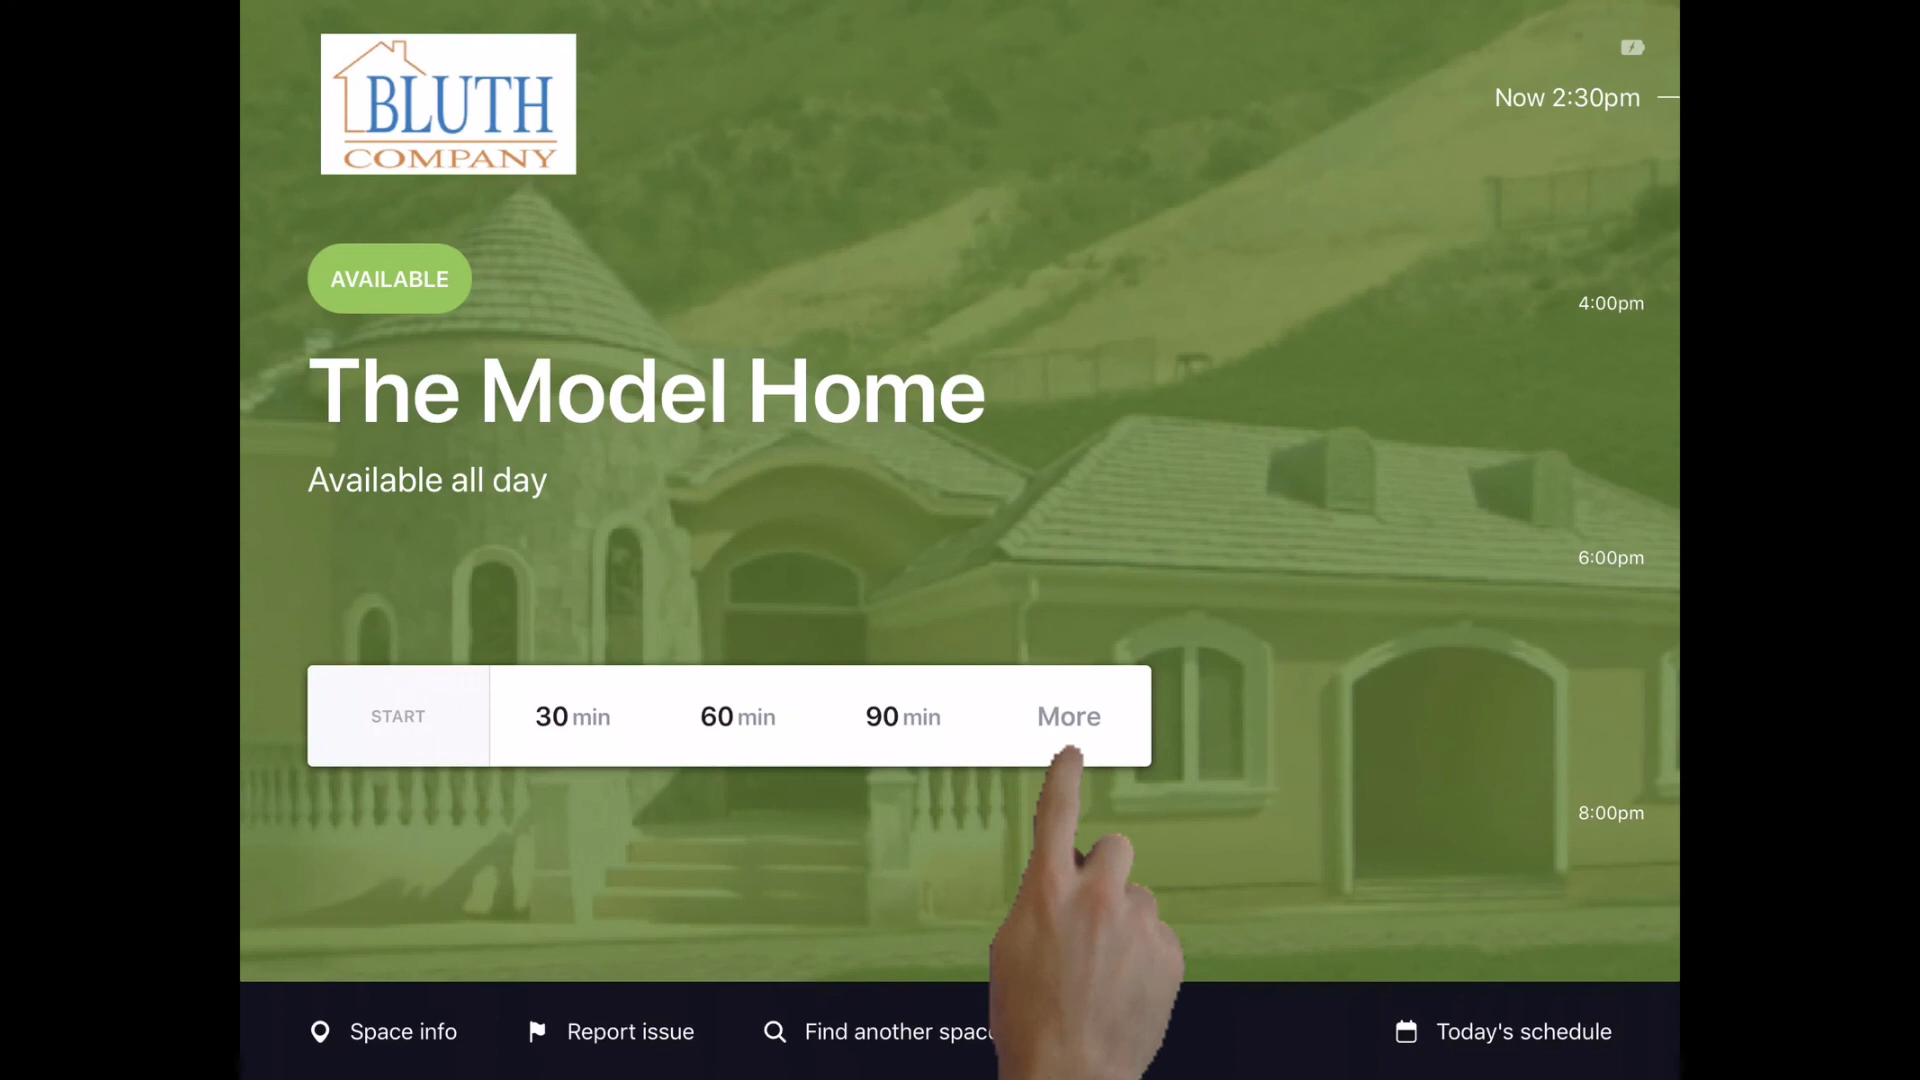 BLUTH
COMPANY
Now 2:30pm
AVAILABLE
4:00pm
The Model Home
Available all day
6:00pm
START 30 min 60 min 90 min More
8:00pm
Space info Report issue Find another spac Today's schedule